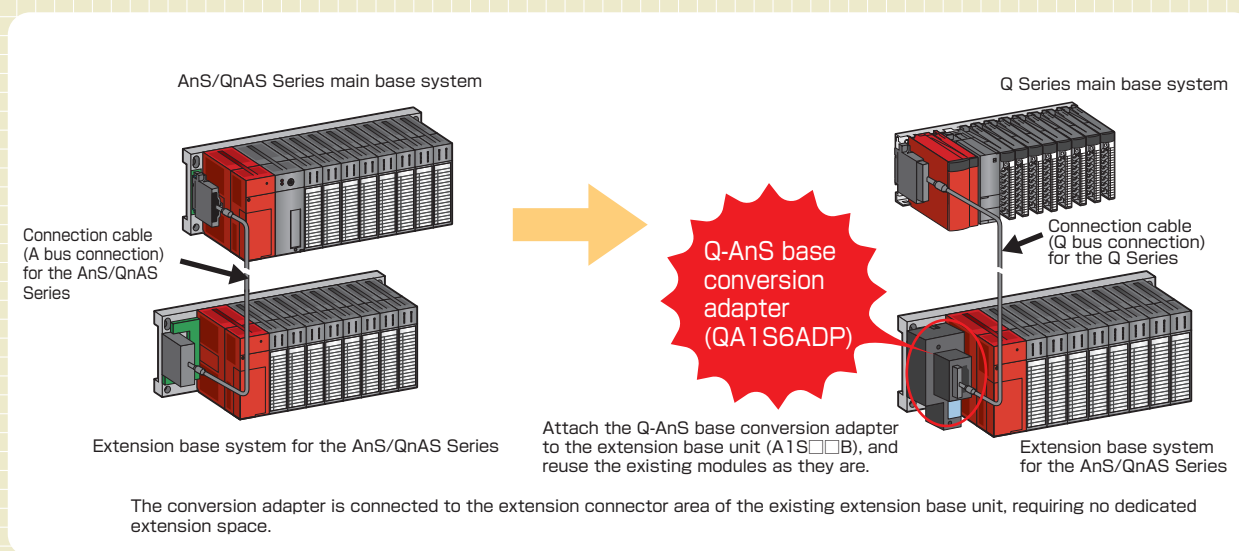 AnS/QnAS Series main base system
Connection cable
(A bus connection)
for the AnS/QnAS
Series
Extension base system for the AnS/QnAS Series
Q-AnS base
conversion
adapter
(QA1S6ADP)
Attach the Q-AnS base conversion adapter
to the extension base unit (A1S□□B), and
reuse the existing modules as they are.
Q Series main base system
Connection cable
(Q bus connection)
for the Q Series
Extension base system
for the AnS/QnAS Series
The conversion adapter is connected to the extension connector area of the existing extension base unit, requiring no dedicated
extension space.